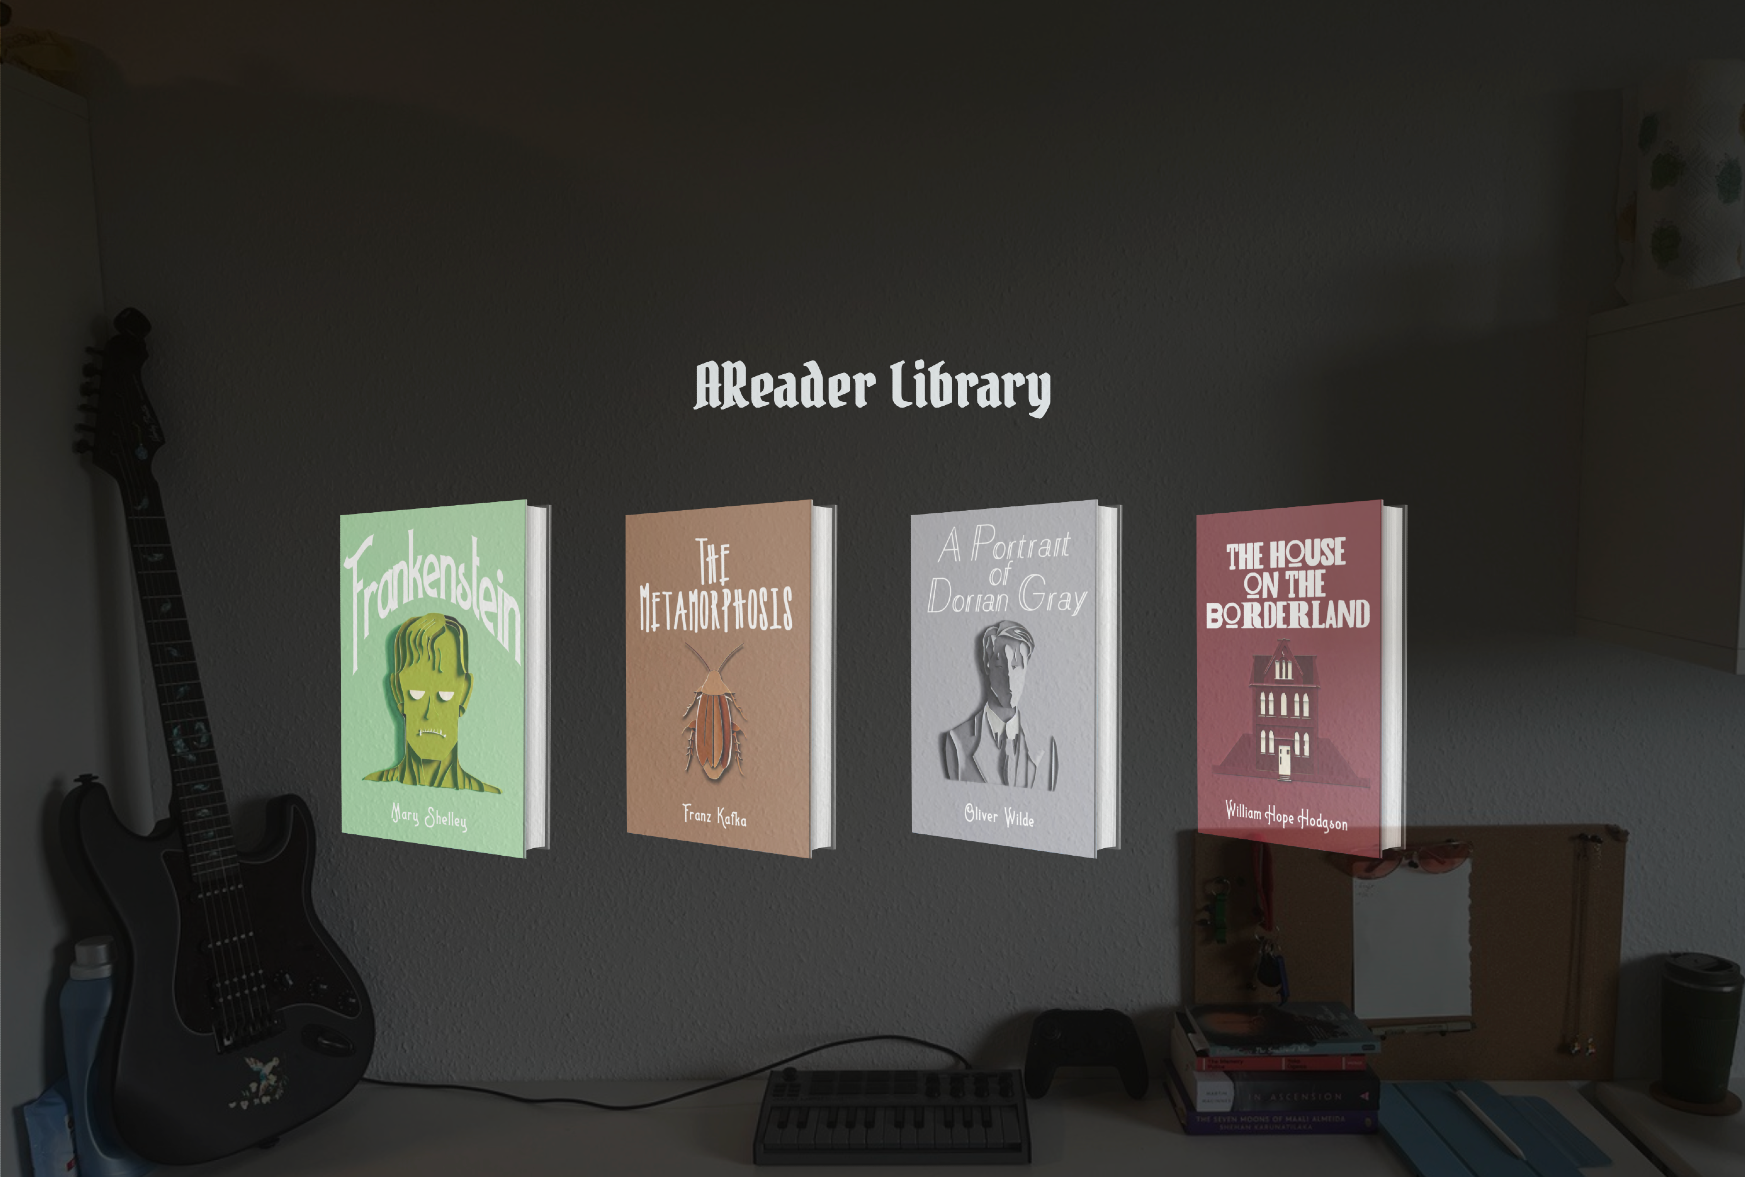 AReader Library
Frankenstein
Mary Shelley
The
Metamorphosis
Franz Kafka
A Portrait
of
Dorian Gray
Oliver Wilde
THE HOUSE
ON THE
BORDERLAND
William Hope Hodgson
IN ASCENSION
THE SEVEN MOONS OF MAALI ALMEIDA
SHEHAN KARUNATILAKA